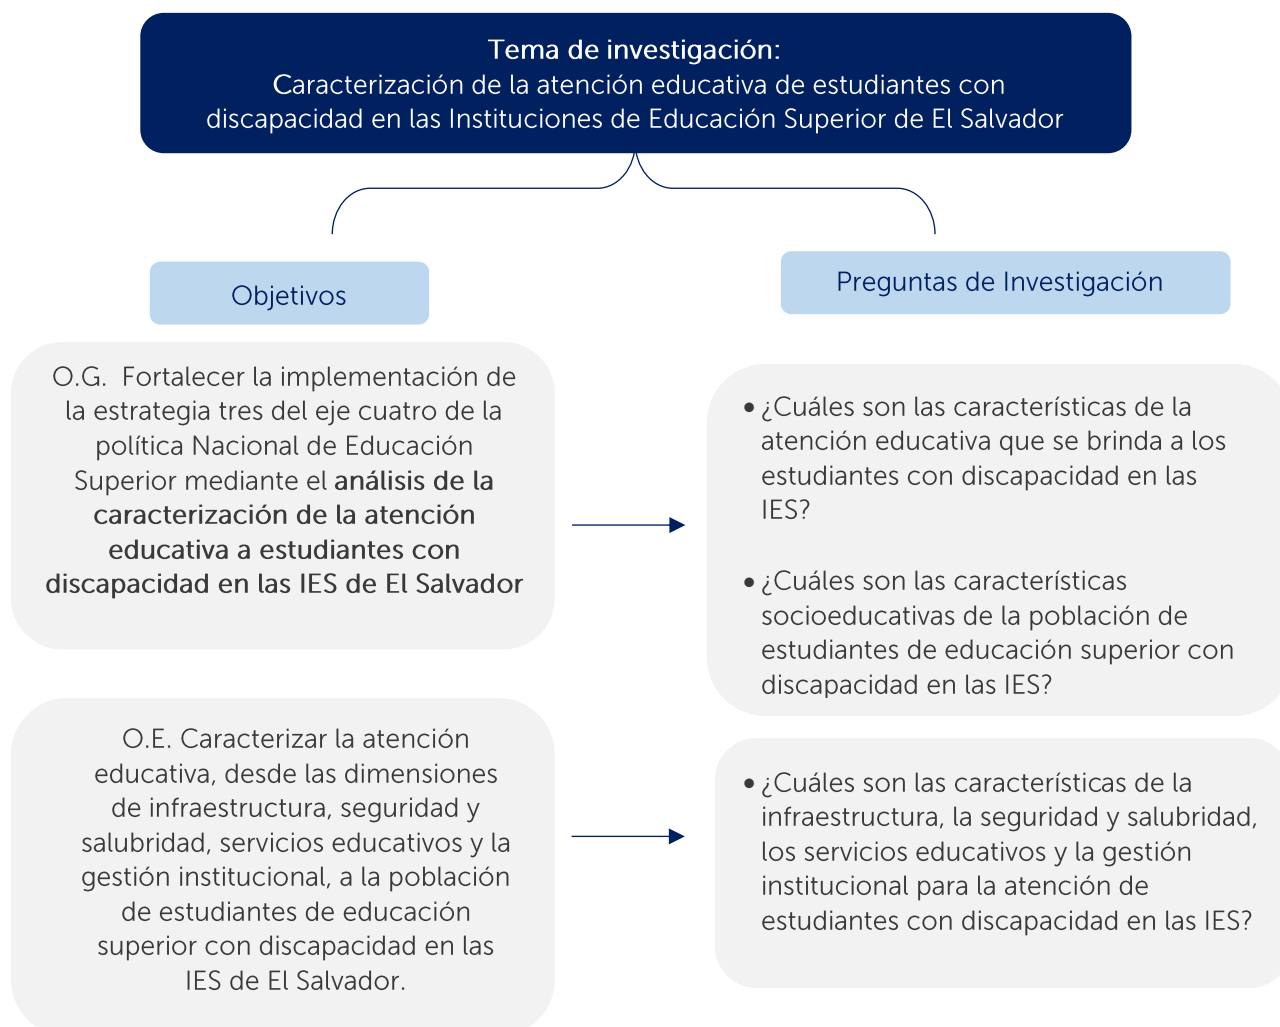 Tema de investigación:
Caracterización de la atención educativa de estudiantes con
discapacidad en las Instituciones de Educación Superior de El Salvador
Objetivos
O.G. Fortalecer la implementación de
la estrategia tres del eje cuatro de la
política Nacional de Educación
Superior mediante el análisis de la
caracterización de la atención
educativa a estudiantes con
discapacidad en las IES de El Salvador
O.E. Caracterizar la atención
educativa, desde las dimensiones
de infraestructura, seguridad y
salubridad, servicios educativos y la
gestión institucional, a la población
de estudiantes de educación
superior con discapacidad en las
IES de El Salvador.
Preguntas de Investigación
• ¿Cuáles son las características de la
atención educativa que se brinda a los
estudiantes con discapacidad en las
IES?
• ¿Cuáles son las características
socioeducativas de la población de
estudiantes de educación superior con
discapacidad en las IES?
• ¿Cuáles son las características de la
infraestructura, la seguridad y salubridad,
los servicios educativos y la gestión
institucional para la atención de
estudiantes con discapacidad en las IES?